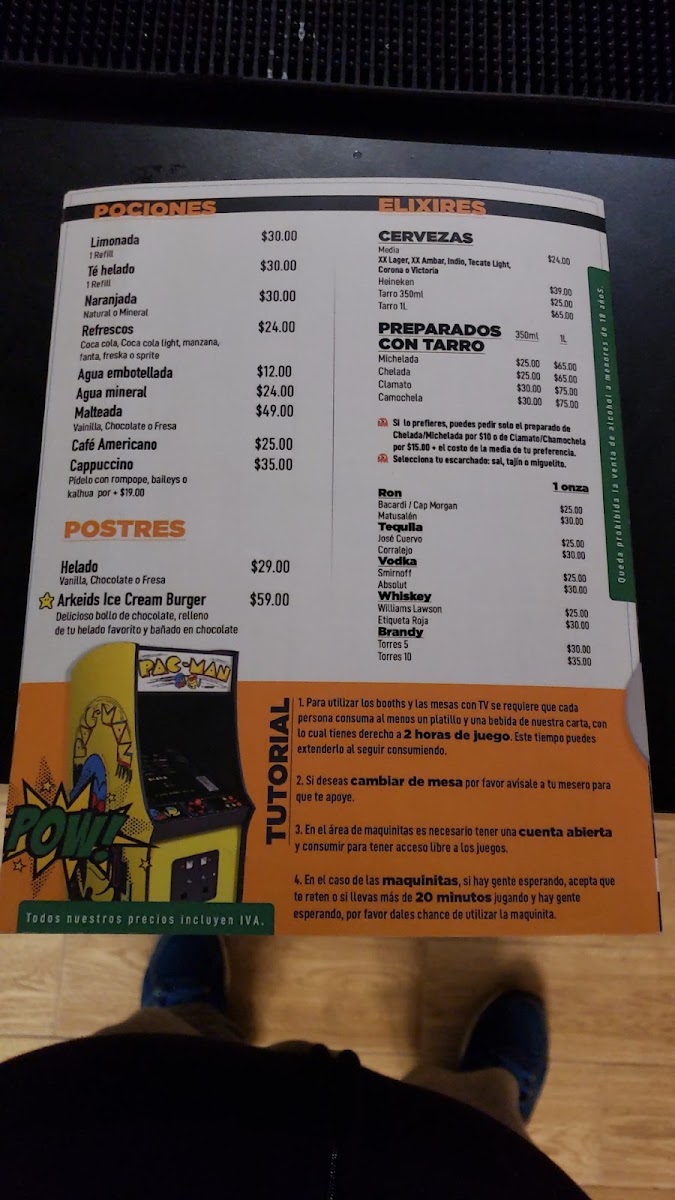 POCIONES
Limonada $30.00
1 Refill
Té helado $30.00
1 Refill
Naranjada $30.00
Natural o Mineral
Refrescos $24.00
Coca cola, Coca cola light, manzana,
fanta, freska o sprite
Agua embotellada $12.00
Agua mineral $24.00
Malteada $49.00
Vainilla, Chocolate o Fresa
Café Americano $25.00
Cappuccino $35.00
Pídelo con rompope, baileys o
kalhua por + $19.00
POSTRES
Helado $29.00
Vanilla, Chocolate o Fresa
Arkeids Ice Cream Burger $59.00
Delicioso bollo de chocolate, relleno
de tu helado favorito y bañado en chocolate
ELIXIRES
CERVEZAS
Media $24.00
XX Lager, XX Ambar, Indio, Tecate Light,
Corona o Victoria
Heineken $39.00
Tarro 350ml $25.00
Tarro 1L $65.00
PREPARADOS
CON TARRO 350ml 1L
Michelada $25.00 $65.00
Chelada $25.00 $65.00
Clamato $30.00 $75.00
Camochela $30.00 $75.00
Si lo prefieres, puedes pedir solo el preparado de
Chelada/Michelada por $10 o de Clamato/Chamochela
por $15.00 + el costo de la media de tu preferencia.
Selecciona tu escarchado: sal, tajín o miguelito.
1 onza
Ron
Bacardi / Cap Morgan $25.00
Matusalén $30.00
Tequila
José Cuervo $25.00
Corralejo $30.00
Vodka
Smirnoff $25.00
Absolut $30.00
Whiskey
Williams Lawson $25.00
Etiqueta Roja $30.00
Brandy
Torres 5 $30.00
Torres 10 $35.00
Queda prohibida la venta de alcohol a menores de 18 años.
PAC-MAN
PAC-MAN
POW!
TUTORIAL
1. Para utilizar los booths y las mesas con TV se requiere que cada
persona consuma al menos un platillo y una bebida de nuestra carta, con
lo cual tienes derecho a 2 horas de juego. Este tiempo puedes
extenderlo al seguir consumiendo.
2. Si deseas cambiar de mesa por favor avísale a tu mesero para
que te apoye.
3. En el área de maquinitas es necesario tener una cuenta abierta
y consumir para tener acceso libre a los juegos.
4. En el caso de las maquinitas, si hay gente esperando, acepta que
te reten o si llevas más de 20 minutos jugando y hay gente
esperando, por favor dales chance de utilizar la maquinita.
Todos nuestros precios incluyen IVA.